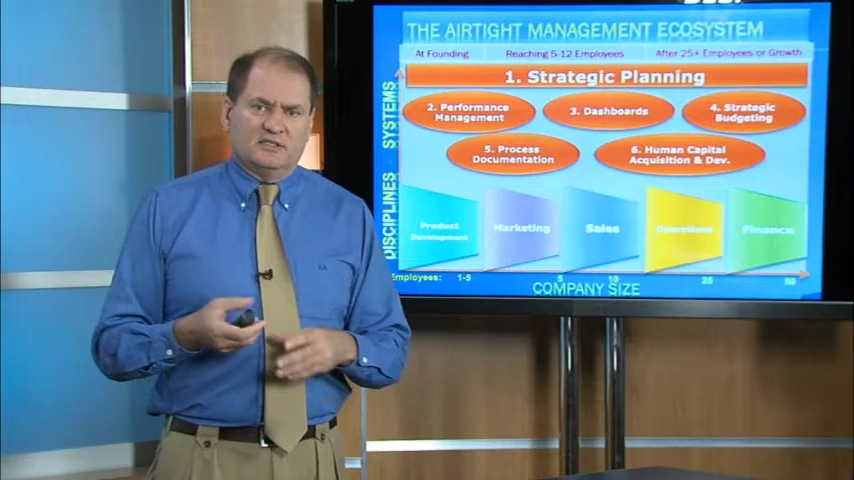 THE AIRTIGHT MANAGEMENT ECOSYSTEM
At Founding Reaching 5-12 Employees After 25+ Employees or Growth
1. Strategic Planning
2. Performance Management
3. Dashboards
4. Strategic Budgeting
5. Process Documentation
6. Human Capital Acquisition & Dev.
SYSTEMS
DISCIPLINES
Product Development
Marketing
Sales
Operations
Finance
Employees: 1-5 5 10 25 50
COMPANY SIZE